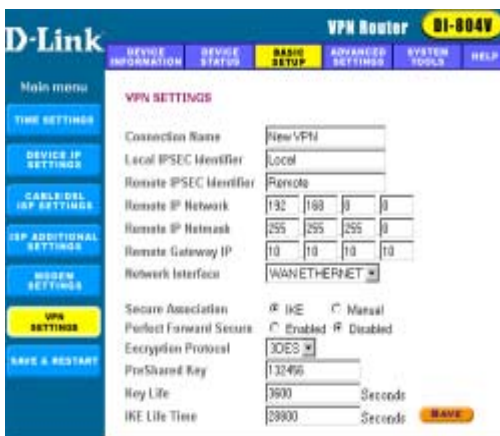 D-Link
VPN Router DI-804V
DEVICE INFORMATION
DEVICE STATUS
BASIC SETUP
ADVANCED SETTINGS
SYSTEM TOOLS
HELP
Main menu
TIME SETTINGS
DEVICE IP SETTINGS
CABLE/DSL ISP SETTINGS
ISP ADDITIONAL SETTINGS
MODEM SETTINGS
VPN SETTINGS
SAVE & RESTART
VPN SETTINGS
Connection Name New VPN
Local IPSEC Identifier Local
Remote IPSEC Identifier Remote
Remote IP Network 192 168 0 0
Remote IP Netmask 255 255 255 0
Remote Gateway IP 10 10 10 10
Network Interface WAN ETHERNET
Secure Association IKE Manual
Perfect Forward Secure Enabled Disabled
Encryption Protocol 3DES
PreShared Key 132456
Key Life 3600 Seconds
IKE Life Time 28800 Seconds
SAVE